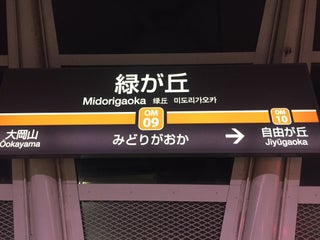 緑が丘
Midorigaoka 绿丘 미도리가오카
OM
09
OM
10
大岡山
Ōokayama
みどりがおか
→
自由が丘
Jiyūgaoka